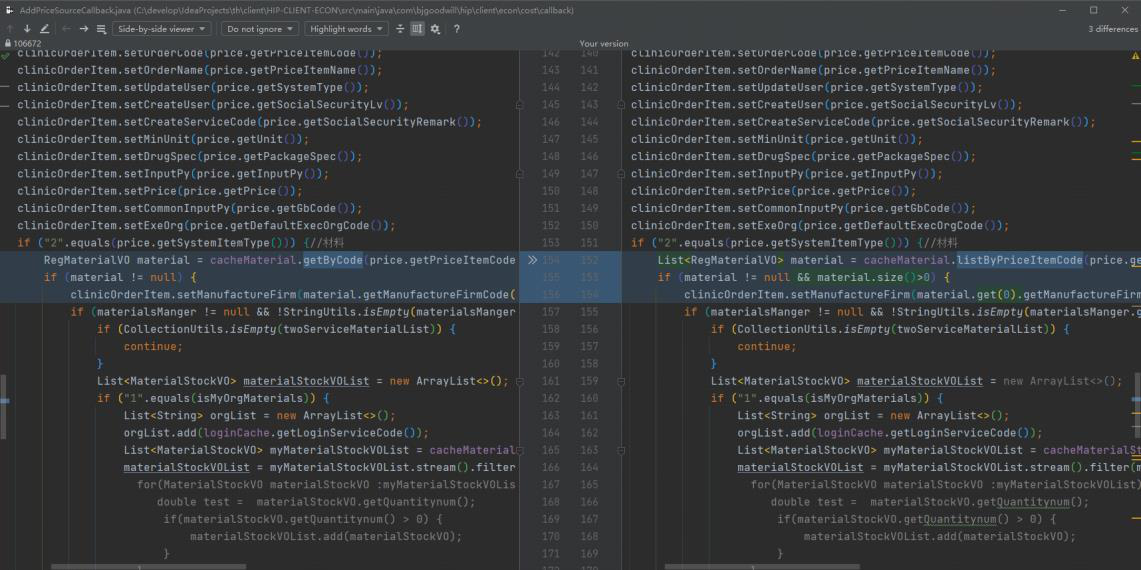 AddPriceSourceCallback.java (C:\develop\IdeaProjects\th\client\HIP-CLIENT-ECON\src\main\java\com\bjgoodwill\hip\client\econ\cost\callback)
Side-by-side viewer Do not ignore Highlight words ? 3 differences
106672 Your version
clinicOrderItem.setOrderCode(price.getPriceItemCode()); 142 140 clinicOrderItem.setOrderCode(price.getPriceItemCode());
clinicOrderItem.setOrderName(price.getPriceItemName()); 143 141 clinicOrderItem.setOrderName(price.getPriceItemName());
clinicOrderItem.setUpdateUser(price.getSystemType()); 144 142 clinicOrderItem.setUpdateUser(price.getSystemType());
clinicOrderItem.setCreateUser(price.getSocialSecurityLv()); 145 143 clinicOrderItem.setCreateUser(price.getSocialSecurityLv());
clinicOrderItem.setCreateServiceCode(price.getSocialSecurityRemark()); 146 144 clinicOrderItem.setCreateServiceCode(price.getSocialSecurityRemark());
clinicOrderItem.setMinUnit(price.getUnit()); 147 145 clinicOrderItem.setMinUnit(price.getUnit());
clinicOrderItem.setDrugSpec(price.getPackageSpec()); 148 146 clinicOrderItem.setDrugSpec(price.getPackageSpec());
clinicOrderItem.setInputPy(price.getInputPy()); 149 147 clinicOrderItem.setInputPy(price.getInputPy());
clinicOrderItem.setPrice(price.getPrice()); 150 148 clinicOrderItem.setPrice(price.getPrice());
clinicOrderItem.setCommonInputPy(price.getGbCode()); 151 149 clinicOrderItem.setCommonInputPy(price.getGbCode());
clinicOrderItem.setExeOrg(price.getDefaultExecOrgCode()); 152 150 clinicOrderItem.setExeOrg(price.getDefaultExecOrgCode());
if ("2".equals(price.getSystemItemType())) {//材料 153 151 if ("2".equals(price.getSystemItemType())) {//材料
RegMaterialVO material = cacheMaterial.getByCode(price.getPriceItemCode 154 152 List<RegMaterialVO> material = cacheMaterial.listByPriceItemCode(price.ge
if (material != null) { 155 153 if (material != null && material.size()>0) {
clinicOrderItem.setManufactureFirm(material.getManufactureFirmCode( 156 154 clinicOrderItem.setManufactureFirm(material.get(0).getManufactureFirm
if (materialsManger != null && !StringUtils.isEmpty(materialsManger 157 155 if (materialsManger != null && !StringUtils.isEmpty(materialsManger.g
if (CollectionUtils.isEmpty(twoServiceMaterialList)) { 158 156 if (CollectionUtils.isEmpty(twoServiceMaterialList)) {
continue; 159 157 continue;
} 160 158 }
List<MaterialStockVO> materialStockVOList = new ArrayList<>(); 161 159 List<MaterialStockVO> materialStockVOList = new ArrayList<>();
if ("1".equals(isMyOrgMaterials)) { 162 160 if ("1".equals(isMyOrgMaterials)) {
List<String> orgList = new ArrayList<>(); 163 161 List<String> orgList = new ArrayList<>();
orgList.add(loginCache.getLoginServiceCode()); 164 162 orgList.add(loginCache.getLoginServiceCode());
List<MaterialStockVO> myMaterialStockVOList = cacheMaterial 165 163 List<MaterialStockVO> myMaterialStockVOList = cacheMaterialSt
materialStockVOList = myMaterialStockVOList.stream().filter 166 164 materialStockVOList = myMaterialStockVOList.stream().filter(m
for(MaterialStockVO materialStockVO :myMaterialStockVOLis 167 165 for(MaterialStockVO materialStockVO :myMaterialStockVOList
double test = materialStockVO.getQuantitynum(); 168 166 double test = materialStockVO.getQuantitynum();
if(materialStockVO.getQuantitynum() > 0) { 169 167 if(materialStockVO.getQuantitynum() > 0) {
materialStockVOList.add(materialStockVO); 170 168 materialStockVOList.add(materialStockVO);
} 171 169 }